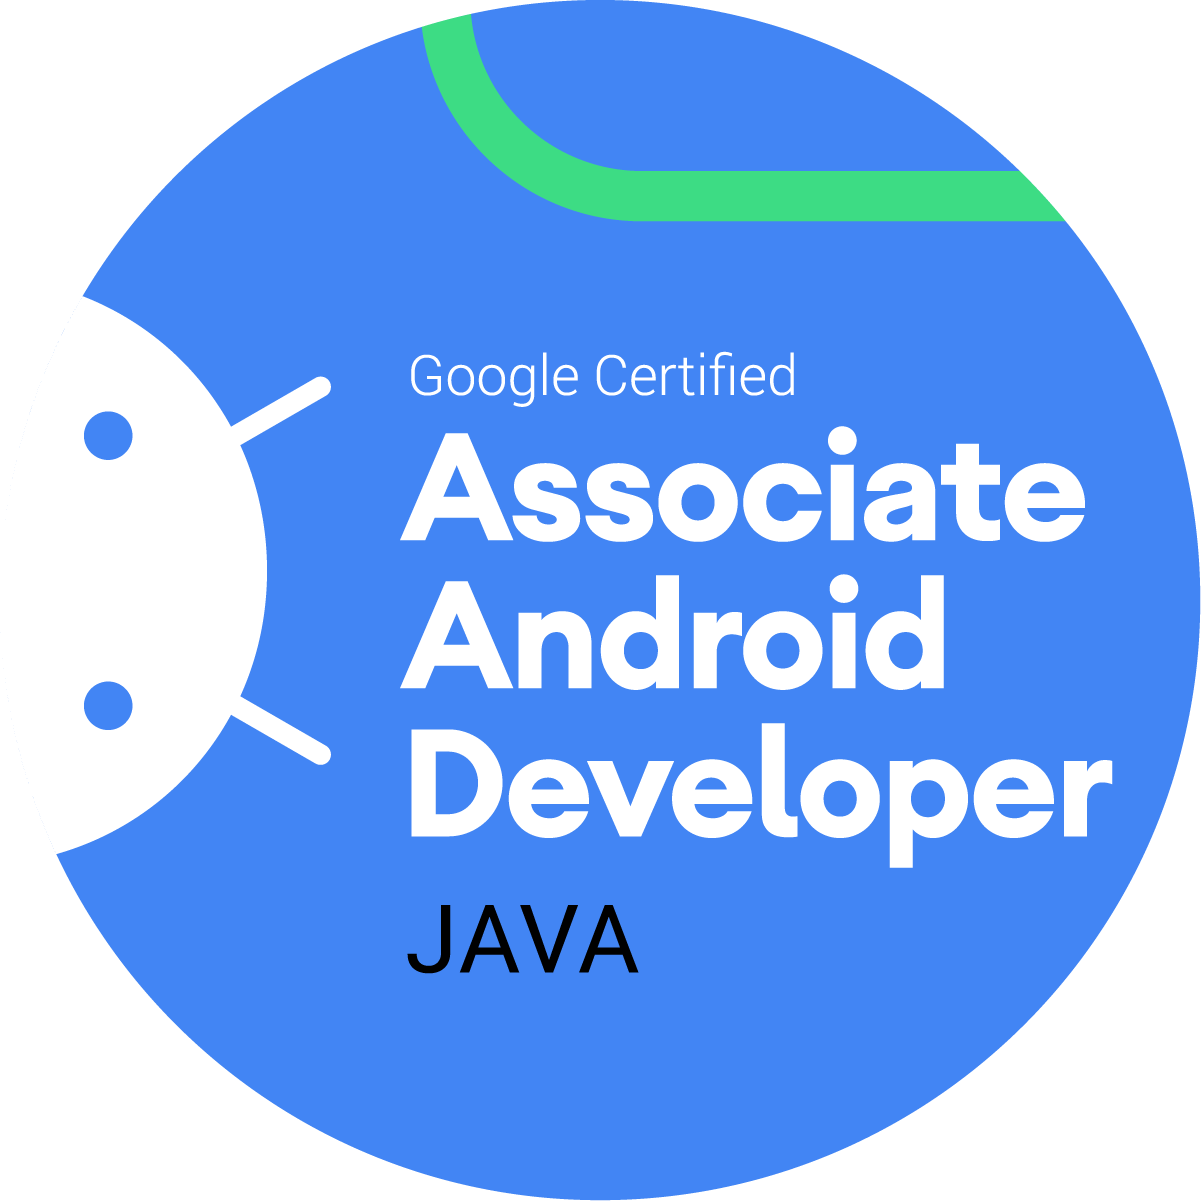 Google Certified
Associate
Android
Developer
JAVA